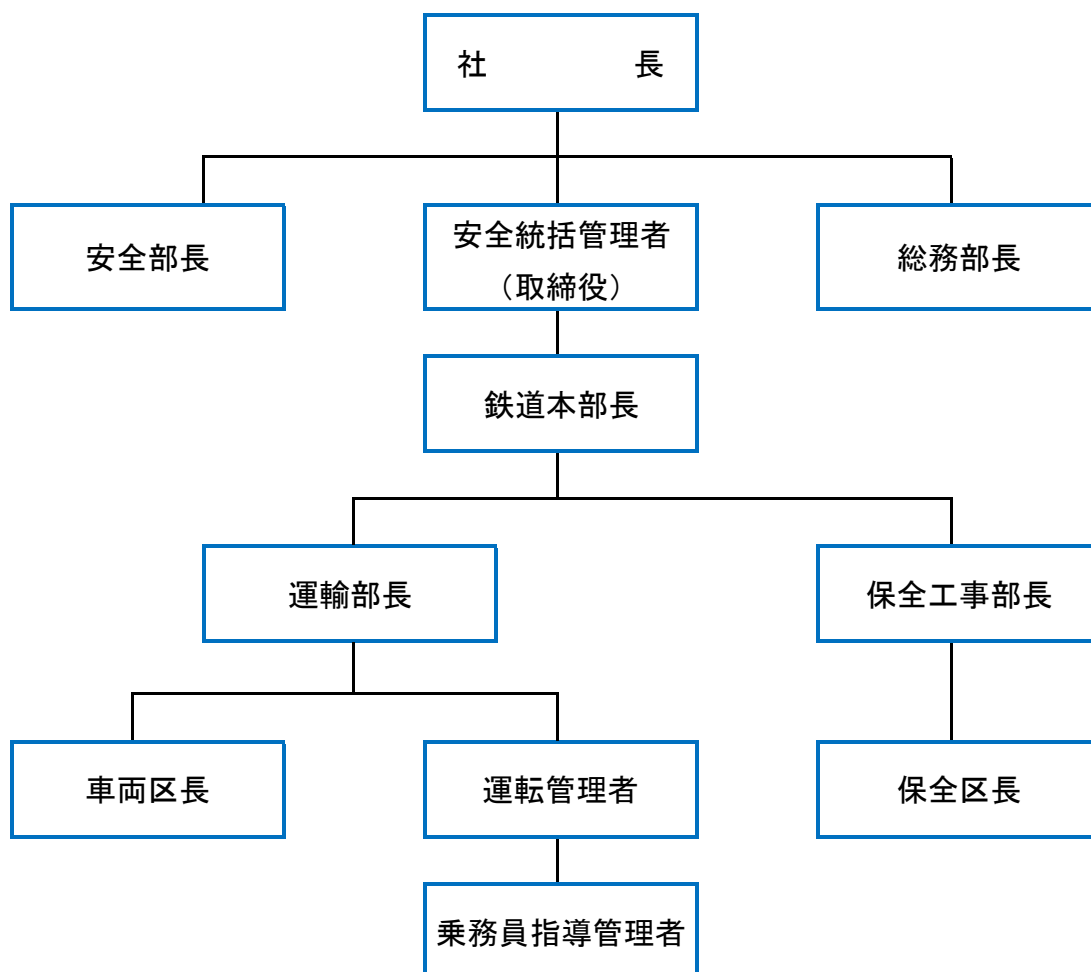 社　　　　　長
安全部長
安全統括管理者
（取締役）
総務部長
鉄道本部長
運輸部長
保全工事部長
車両区長
運転管理者
保全区長
乗務員指導管理者